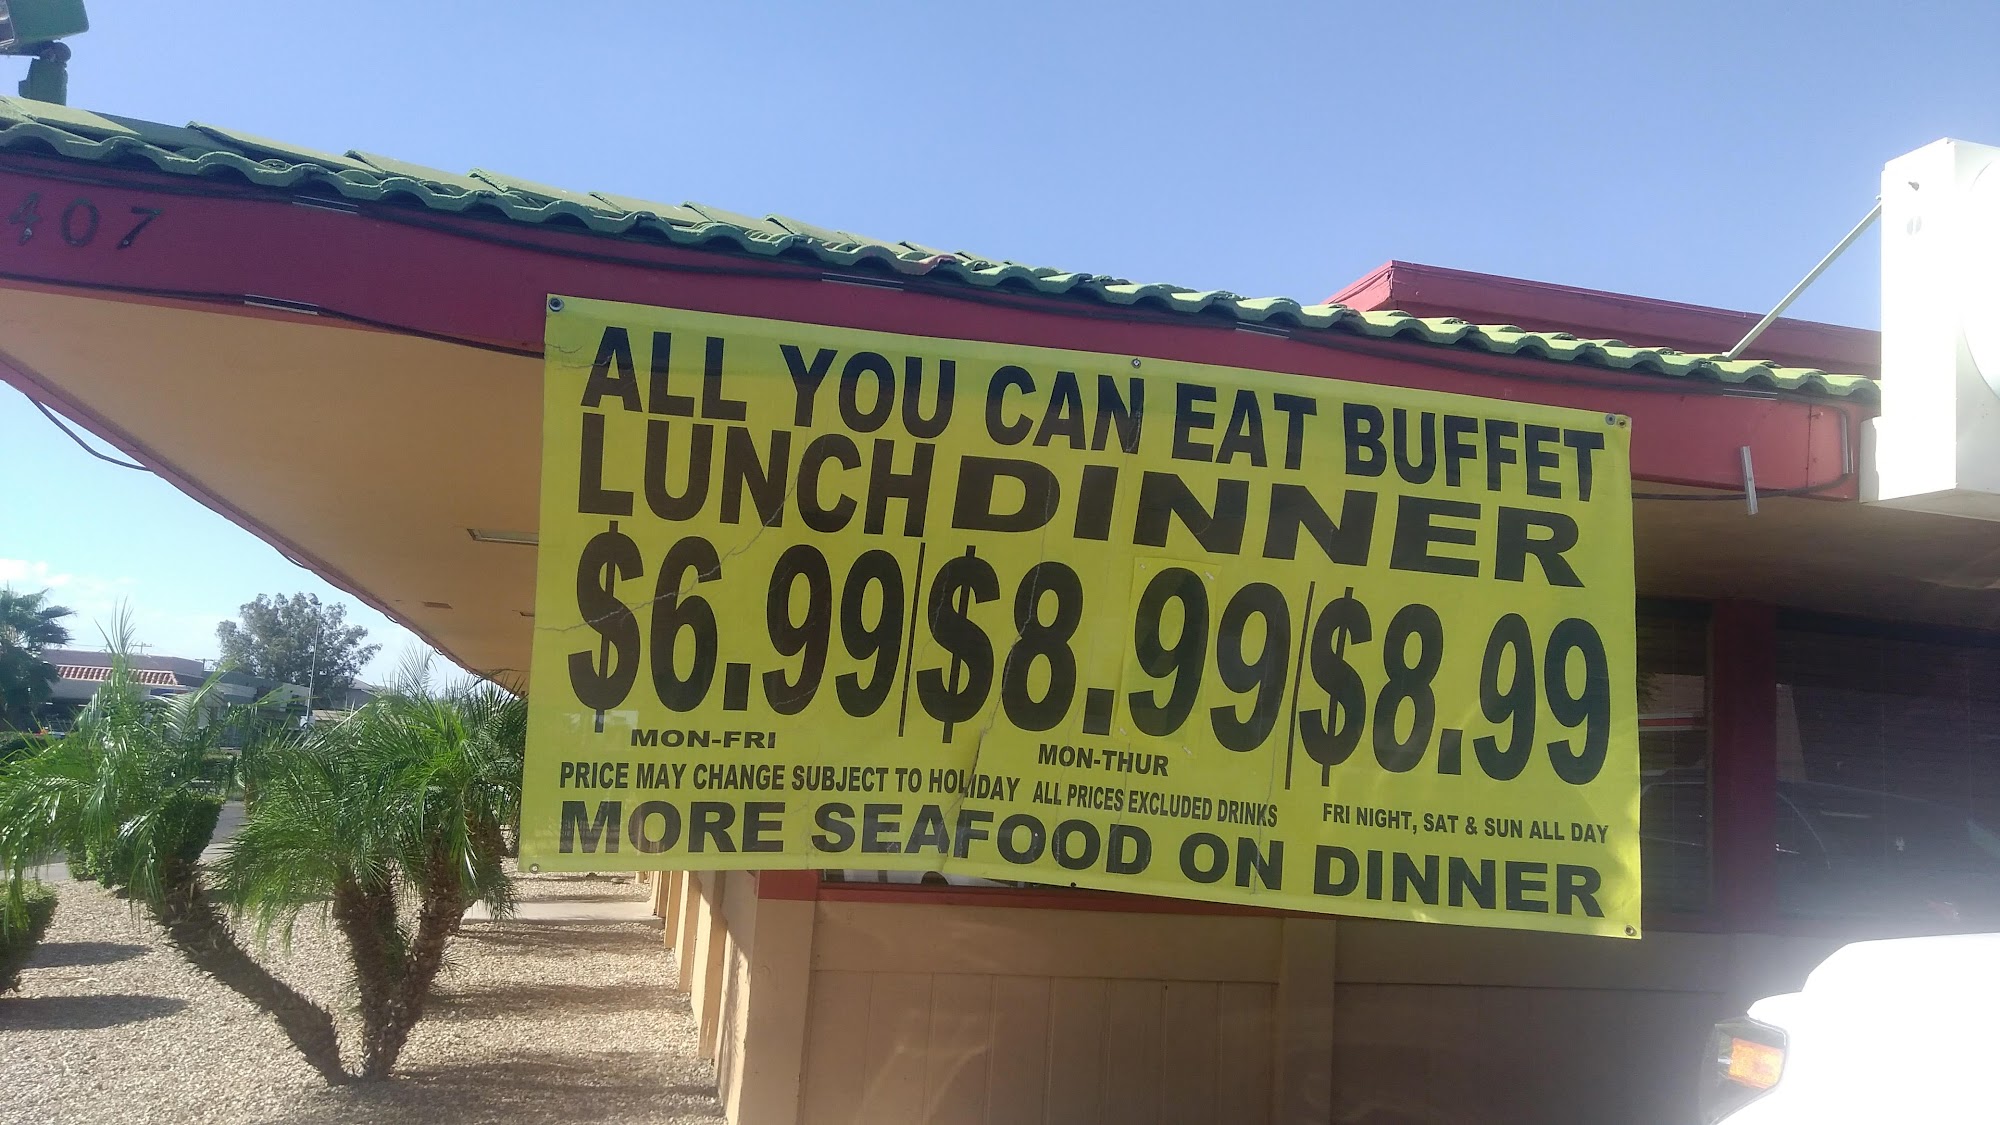 407
ALL YOU CAN EAT BUFFET
LUNCH DINNER
$6.99 $8.99 $8.99
MON-FRI MON-THUR FRI NIGHT, SAT & SUN ALL DAY
PRICE MAY CHANGE SUBJECT TO HOLIDAY ALL PRICES EXCLUDED DRINKS
MORE SEAFOOD ON DINNER